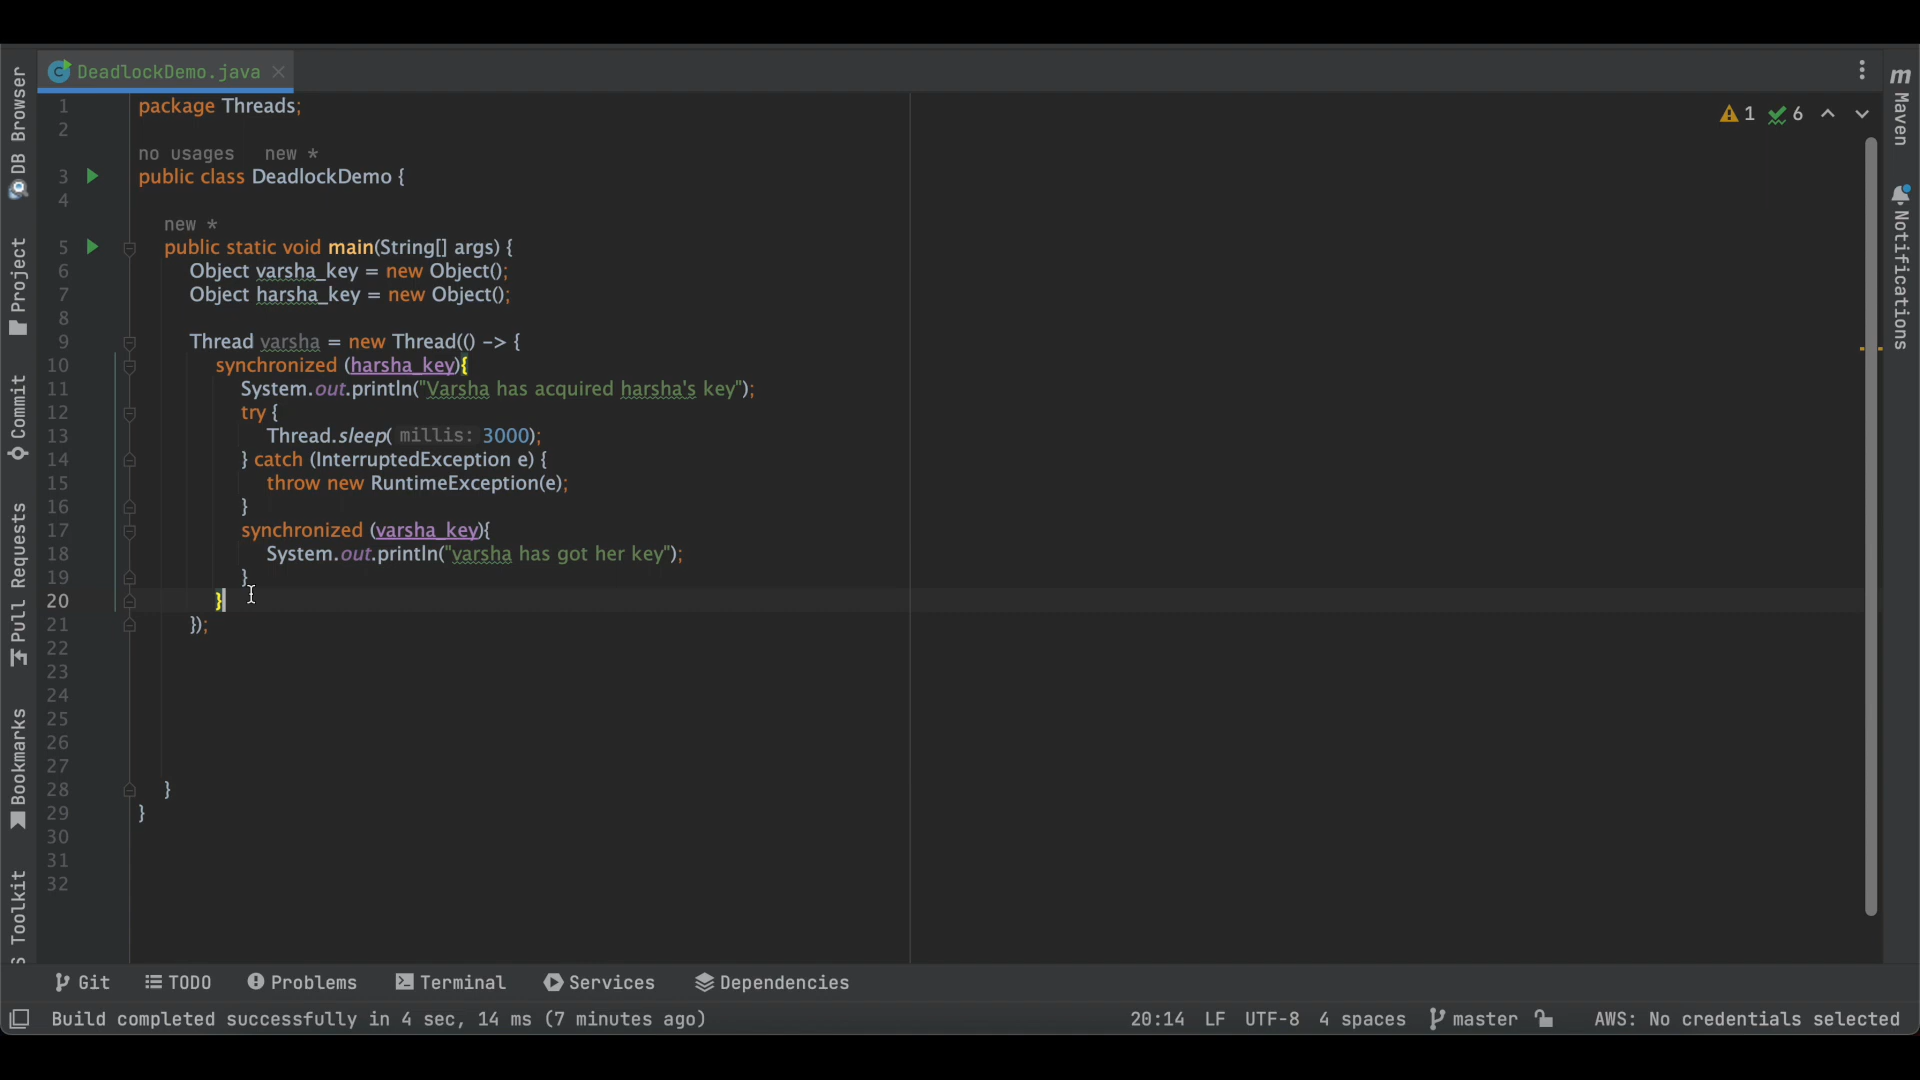 DeadlockDemo.java
1 package Threads;
2
no usages new *
3 public class DeadlockDemo {
4
new *
5 public static void main(String[] args) {
6 Object varsha_key = new Object();
7 Object harsha_key = new Object();
8
9 Thread varsha = new Thread(() -> {
10 synchronized (harsha_key){
11 System.out.println("Varsha has acquired harsha's key");
12 try {
13 Thread.sleep( millis: 3000);
14 } catch (InterruptedException e) {
15 throw new RuntimeException(e);
16 }
17 synchronized (varsha_key){
18 System.out.println("varsha has got her key");
19 }
20 }
21 });
22
23
24
25
26
27
28 }
29 }
30
31
32
1 6
DB Browser
Project
Commit
Pull Requests
Bookmarks
Toolkit
m Maven
Notifications
Git TODO Problems Terminal Services Dependencies
Build completed successfully in 4 sec, 14 ms (7 minutes ago) 20:14 LF UTF-8 4 spaces master AWS: No credentials selected